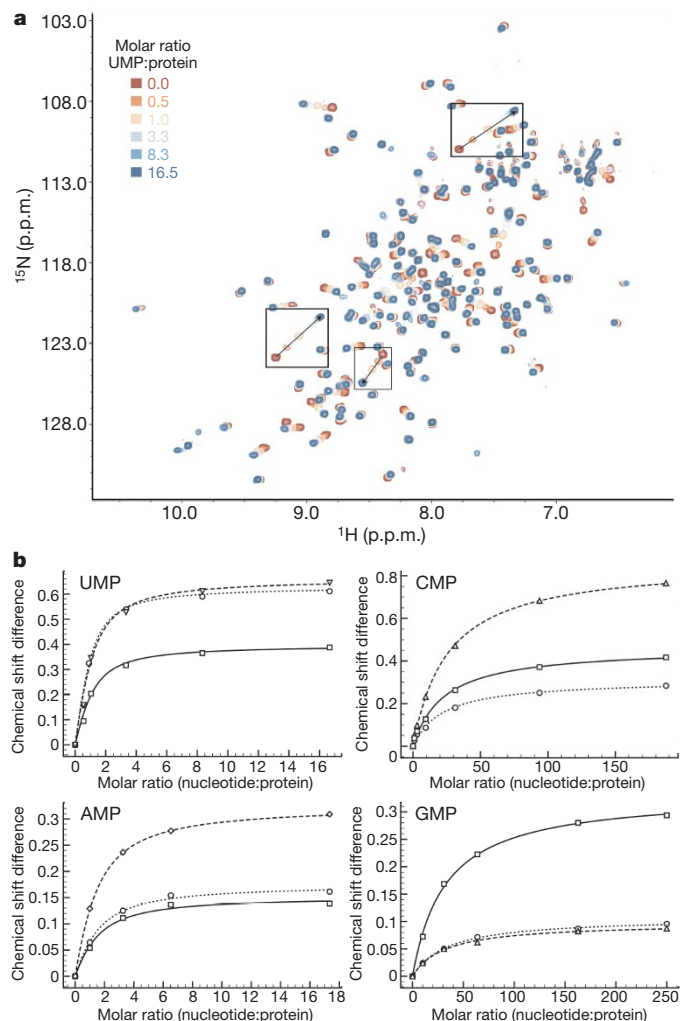 a
Molar ratio
UMP:protein
0.0
0.5
1.0
3.3
8.3
16.5
103.0
108.0
113.0
118.0
123.0
128.0
¹⁵N (p.p.m.)
10.0 9.0 8.0 7.0
¹H (p.p.m.)
b
UMP
Chemical shift difference
0.6
0.5
0.4
0.3
0.2
0.1
0
0 2 4 6 8 10 12 14 16
Molar ratio (nucleotide:protein)
CMP
Chemical shift difference
0.8
0.6
0.4
0.2
0
0 50 100 150
Molar ratio (nucleotide:protein)
AMP
Chemical shift difference
0.3
0.25
0.2
0.15
0.1
0.05
0
0 2 4 6 8 10 12 14 16 18
Molar ratio (nucleotide:protein)
GMP
Chemical shift difference
0.3
0.25
0.2
0.15
0.1
0.05
0
0 50 100 150 200 250
Molar ratio (nucleotide:protein)